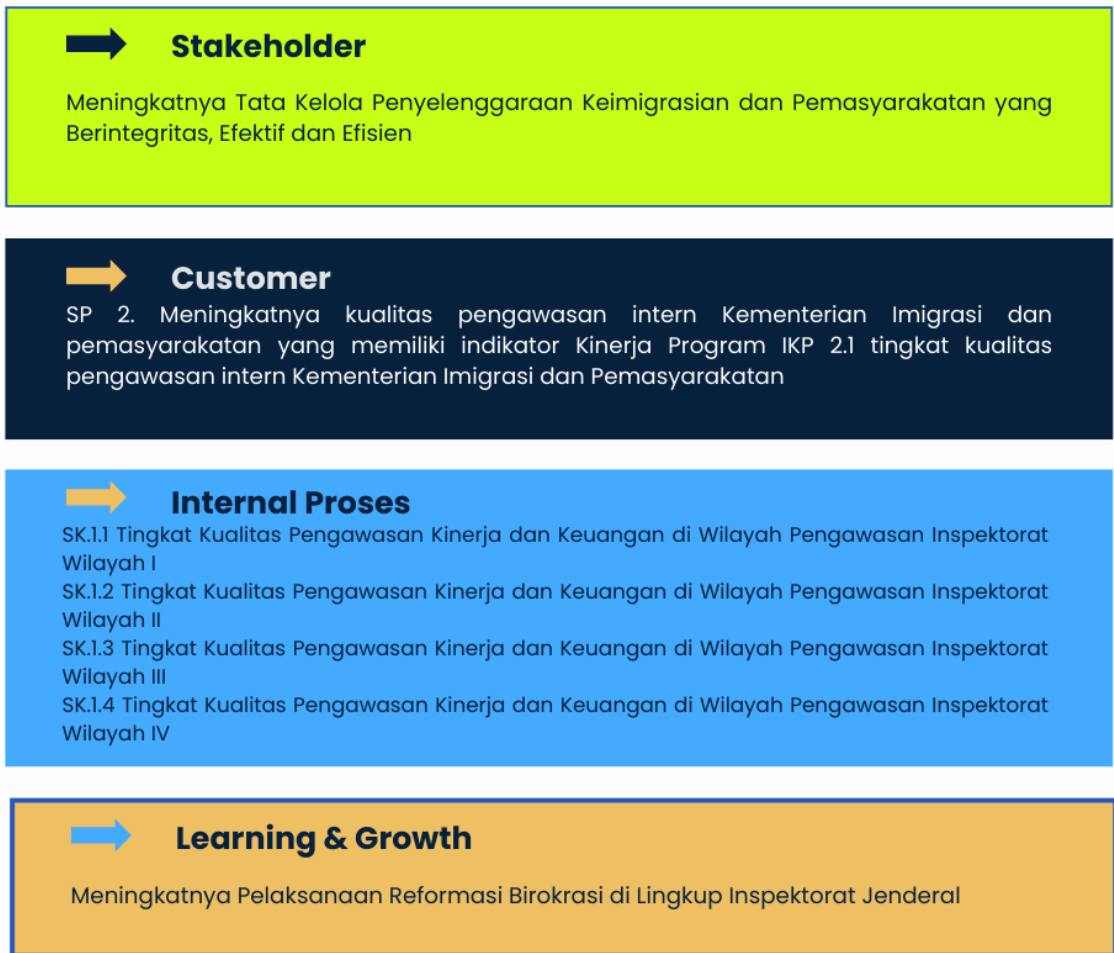 Stakeholder
Meningkatnya Tata Kelola Penyelenggaraan Keimigrasian dan Pemasyarakatan yang
Berintegritas, Efektif dan Efisien
Customer
SP 2. Meningkatnya kualitas pengawasan intern Kementerian Imigrasi dan
pemasyarakatan yang memiliki indikator Kinerja Program IKP 2.1 tingkat kualitas
pengawasan intern Kementerian Imigrasi dan Pemasyarakatan
Internal Proses
SK.1.1 Tingkat Kualitas Pengawasan Kinerja dan Keuangan di Wilayah Pengawasan Inspektorat
Wilayah I
SK.1.2 Tingkat Kualitas Pengawasan Kinerja dan Keuangan di Wilayah Pengawasan Inspektorat
Wilayah II
SK.1.3 Tingkat Kualitas Pengawasan Kinerja dan Keuangan di Wilayah Pengawasan Inspektorat
Wilayah III
SK.1.4 Tingkat Kualitas Pengawasan Kinerja dan Keuangan di Wilayah Pengawasan Inspektorat
Wilayah IV
Learning & Growth
Meningkatnya Pelaksanaan Reformasi Birokrasi di Lingkup Inspektorat Jenderal